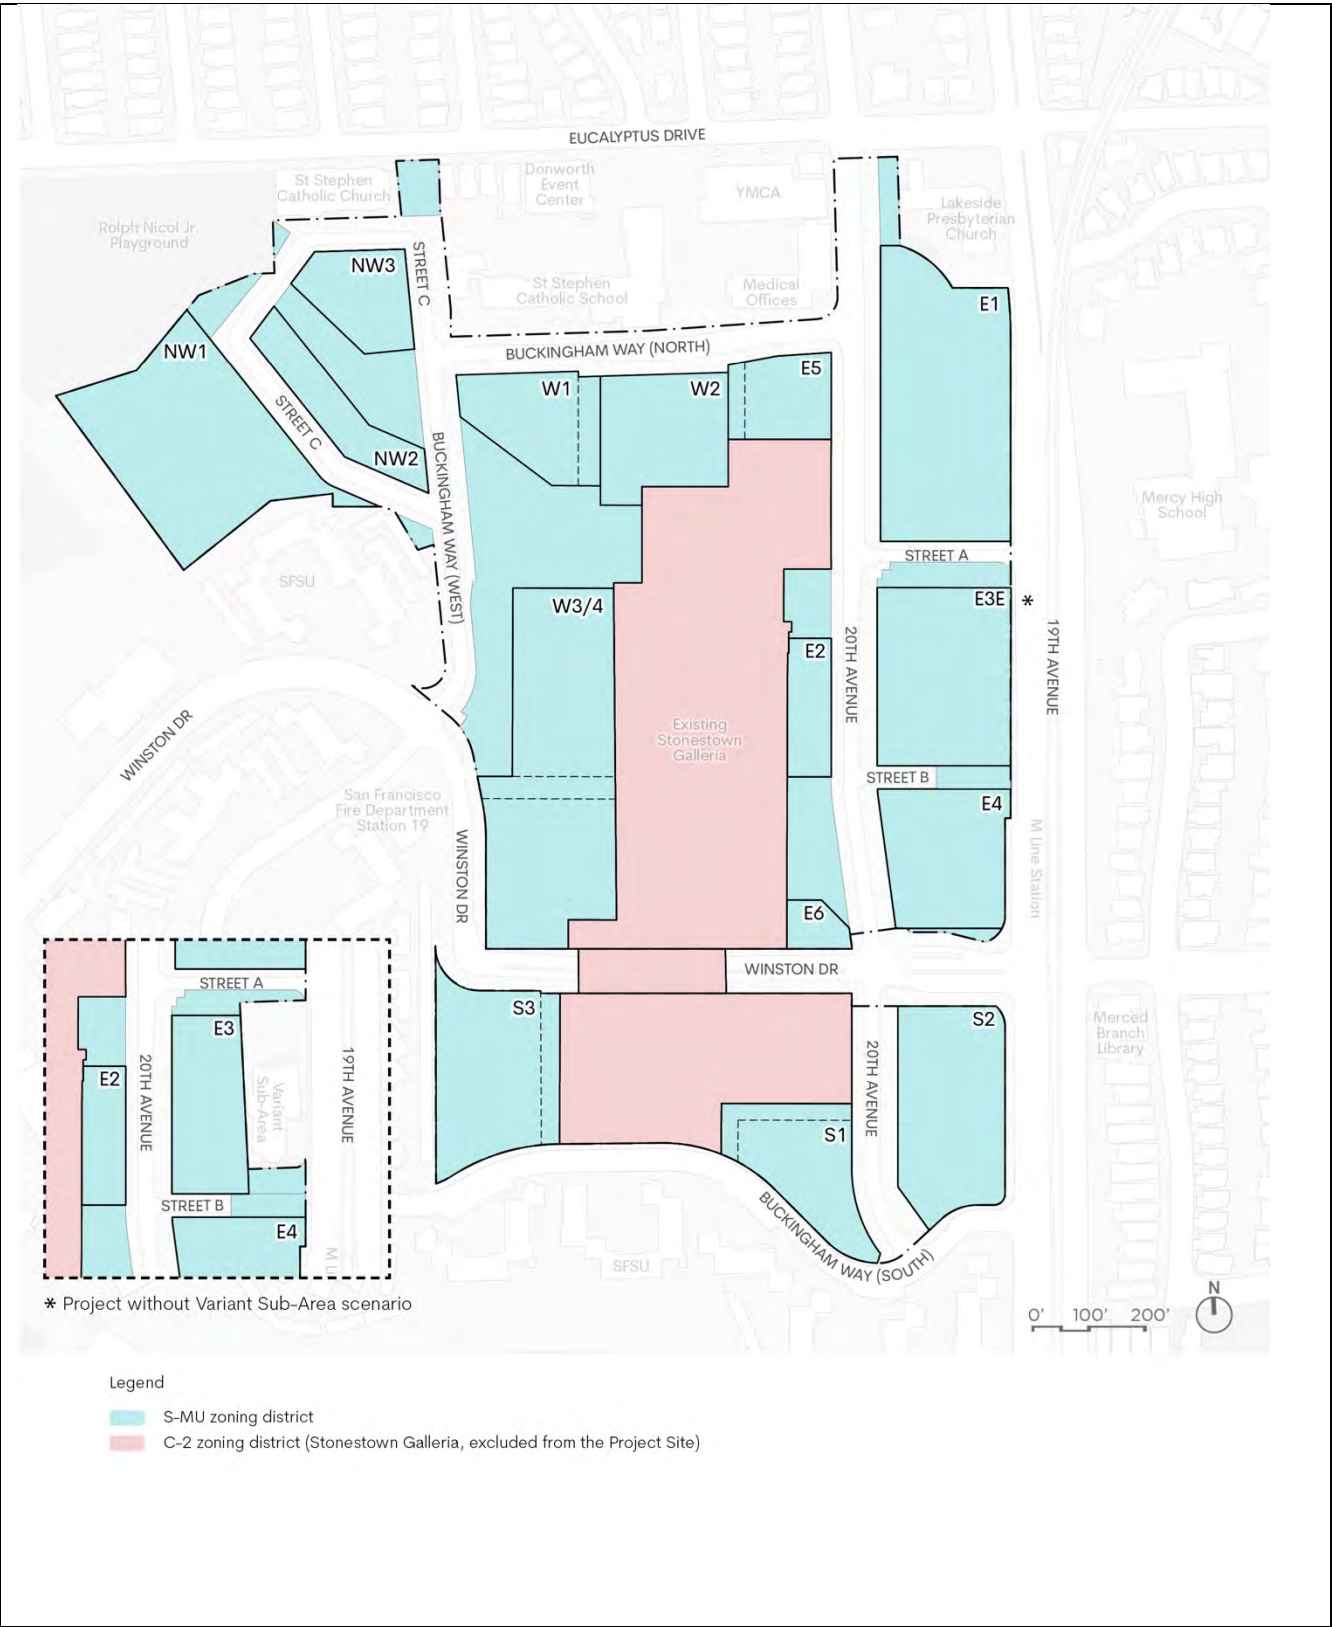 EUCALYPTUS DRIVE
St Stephen
Catholic Church
Donworth
Event
Center
YMCA
Lakeside
Presbyterian
Church
Rolph Nicol Jr
Playground
NW3
STREET C
St Stephen
Catholic School
Medical
Offices
E1
NW1
BUCKINGHAM WAY (NORTH)
E5
W1
W2
STREET C
NW2
BUCKINGHAM WAY (WEST)
Mercy High
School
STREET A
SFSU
W3/4
E3E
*
E2
20TH AVENUE
19TH AVENUE
WINSTON DR
Existing
Stonestown
Galleria
STREET B
San Francisco
Fire Department
Station 19
E4
WINSTON DR
M Line Station
E6
WINSTON DR
S3
S2
Merced
Branch
Library
20TH AVENUE
S1
BUCKINGHAM WAY (SOUTH)
SFSU
STREET A
E3
E2
20TH AVENUE
Variant
Sub-Area
19TH AVENUE
STREET B
E4
M Li
* Project without Variant Sub-Area scenario
N
0' 100' 200'
Legend
S-MU zoning district
C-2 zoning district (Stonestown Galleria, excluded from the Project Site)